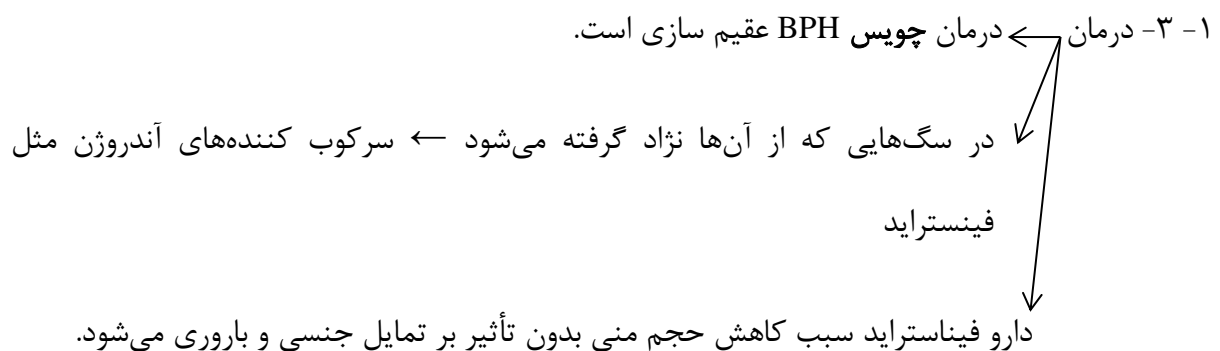 ۱- ۳- درمان ← درمان چویس BPH عقیم سازی است.
در سگ‌هایی که از آن‌ها نژاد گرفته می‌شود ← سرکوب کننده‌های آندروژن مثل
فینستراید
دارو فیناستراید سبب کاهش حجم منی بدون تأثیر بر تمایل جنسی و باروری می‌شود.